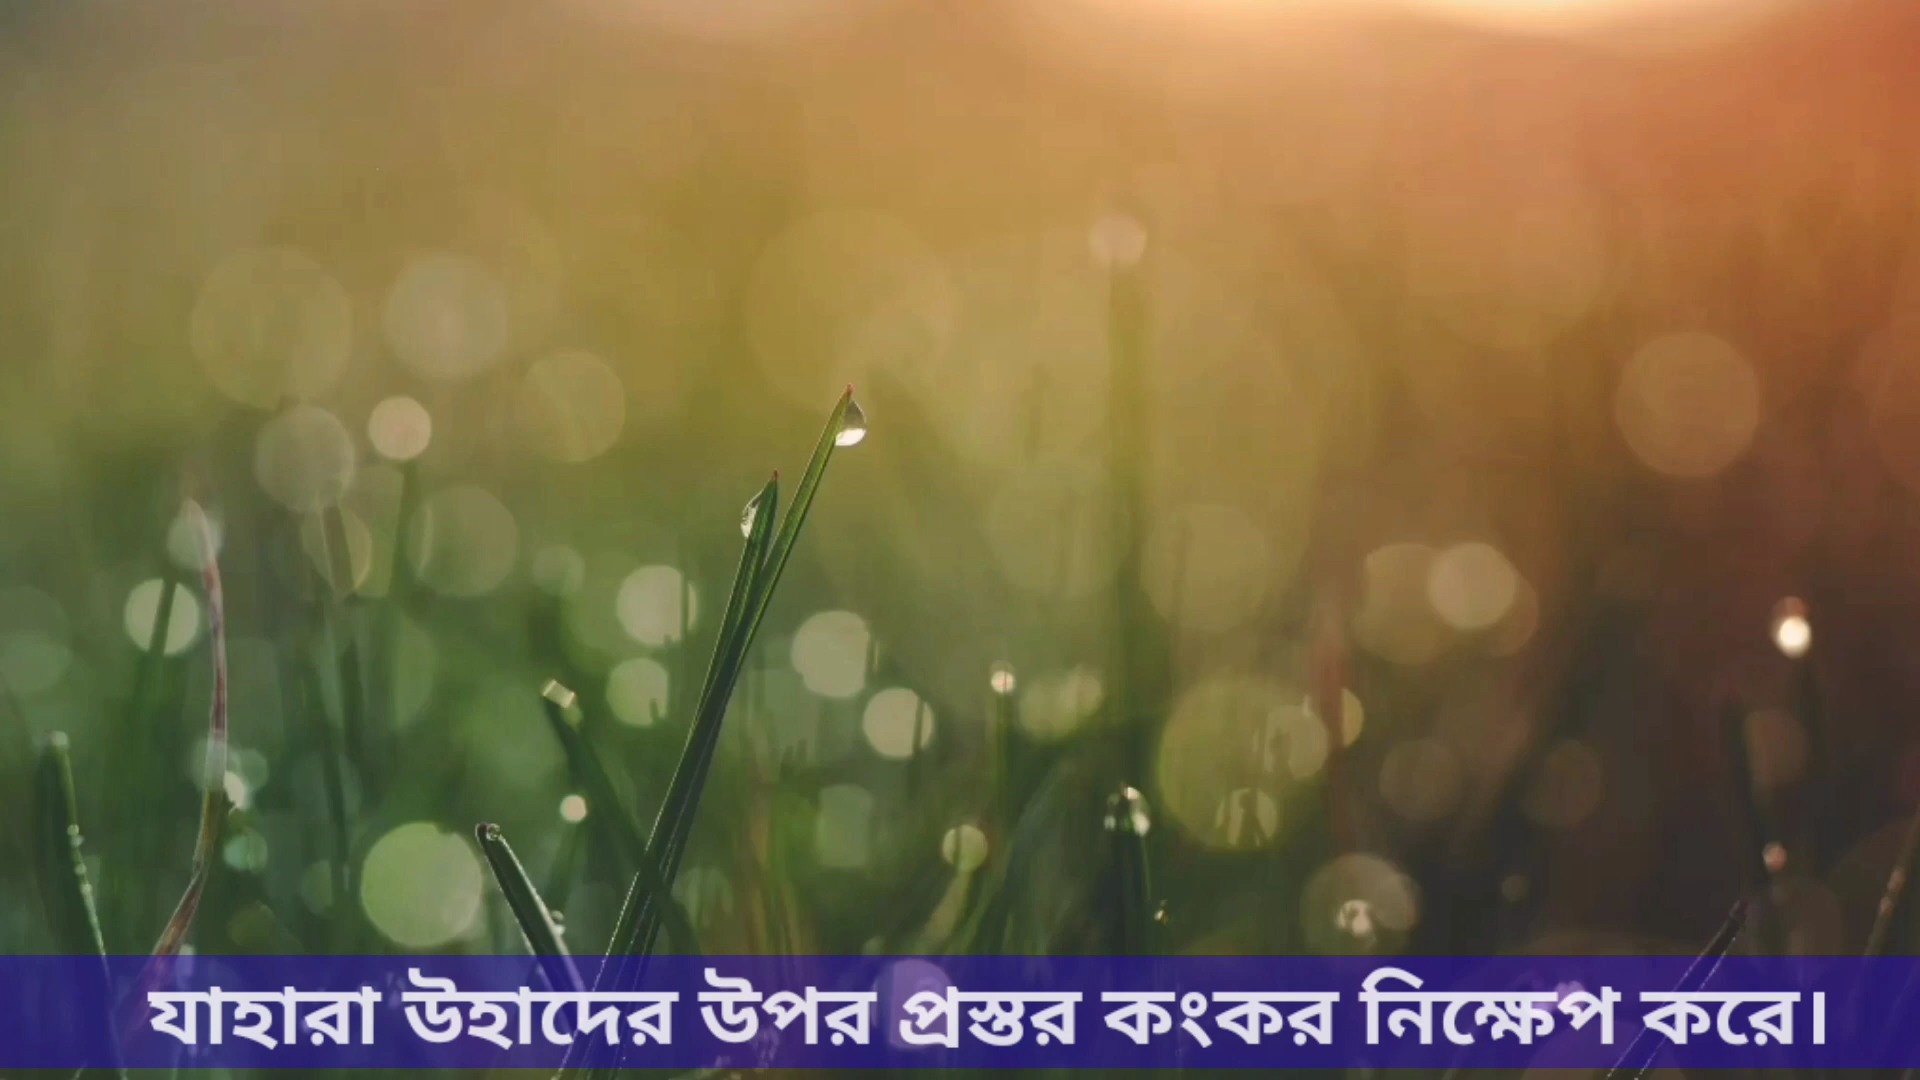 যাহারা উহাদের উপর প্রস্তর কংকর নিক্ষেপ করে।